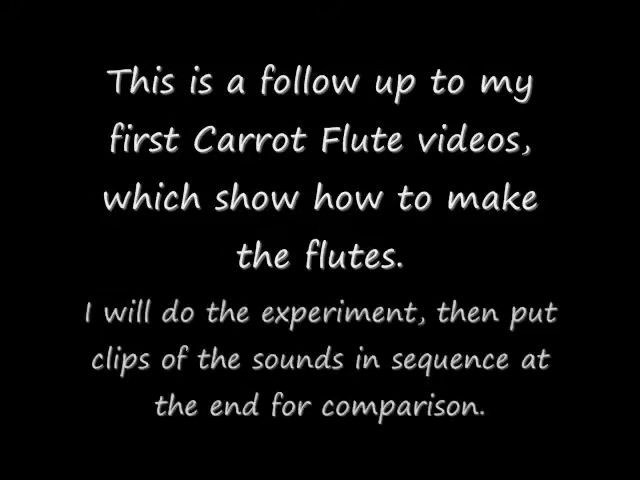 This is a follow up to my
first Carrot Flute videos,
which show how to make
the flutes.
I will do the experiment, then put
clips of the sounds in sequence at
the end for comparison.